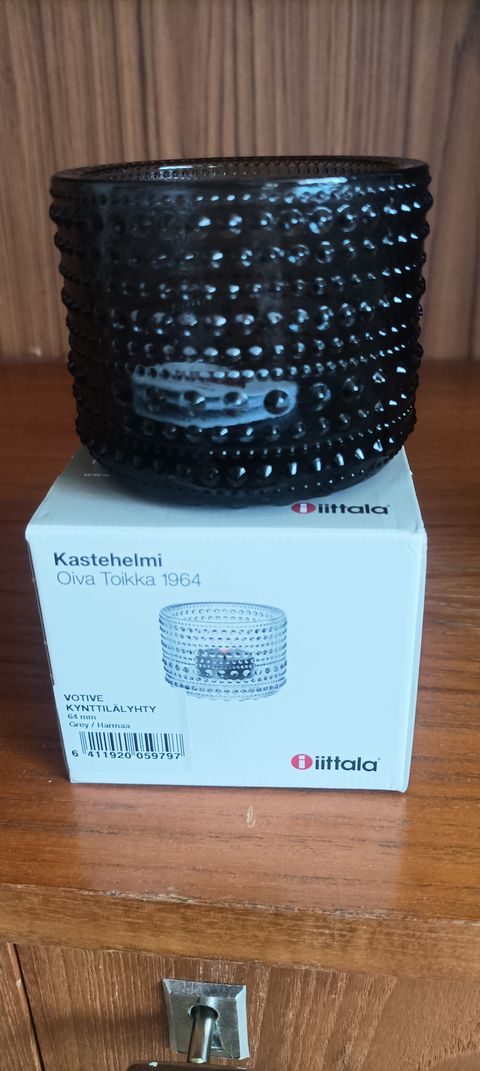 iittala
Kastehelmi
Oiva Toikka 1964
VOTIVE
KYNTTILÄLYHTY
64 mm
Grey / Harmaa
6 411920 059797
iittala